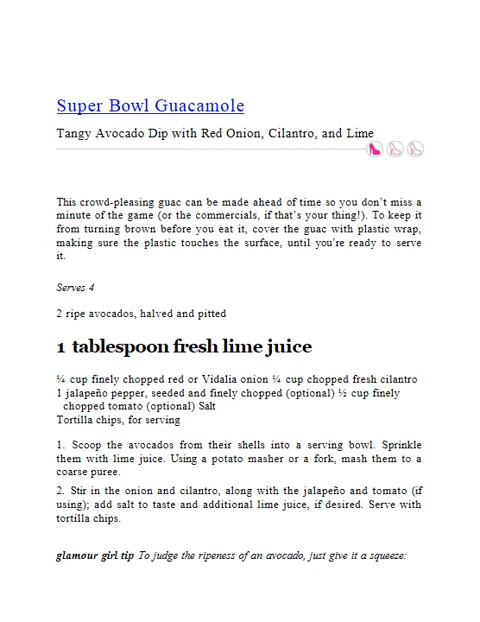 Super Bowl Guacamole
Tangy Avocado Dip with Red Onion, Cilantro, and Lime
This crowd-pleasing guac can be made ahead of time so you don't miss a
minute of the game (or the commercials, if that's your thing!). To keep it
from turning brown before you eat it, cover the guac with plastic wrap,
making sure the plastic touches the surface, until you're ready to serve
it.
Serves 4
2 ripe avocados, halved and pitted
1 tablespoon fresh lime juice
¼ cup finely chopped red or Vidalia onion ¼ cup chopped fresh cilantro
1 jalapeño pepper, seeded and finely chopped (optional) ½ cup finely
chopped tomato (optional) Salt
Tortilla chips, for serving
1. Scoop the avocados from their shells into a serving bowl. Sprinkle
them with lime juice. Using a potato masher or a fork, mash them to a
coarse puree.
2. Stir in the onion and cilantro, along with the jalapeño and tomato (if
using); add salt to taste and additional lime juice, if desired. Serve with
tortilla chips.
glamour girl tip To judge the ripeness of an avocado, just give it a squeeze: